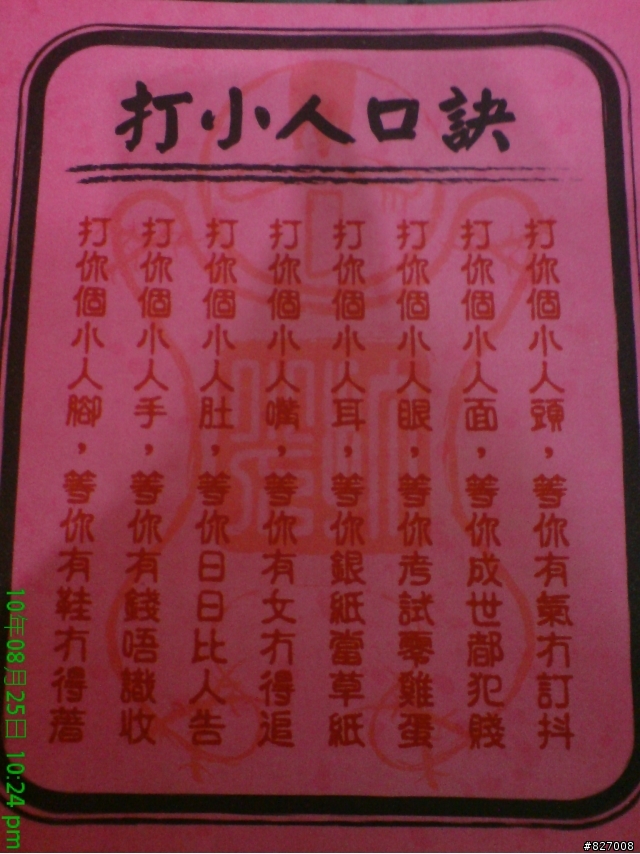 打小人口訣
打你個小人頭，等你有氣冇訂抖
打你個小人面，等你成世都犯賤
打你個小人眼，等你考試零雞蛋
打你個小人耳，等你銀紙當草紙
打你個小人嘴，等你有女冇得追
打你個小人肚，等你日日比人告
打你個小人手，等你有錢唔識收
打你個小人腳，等你有鞋冇得著
10年08月25日 10:24 pm
#827008